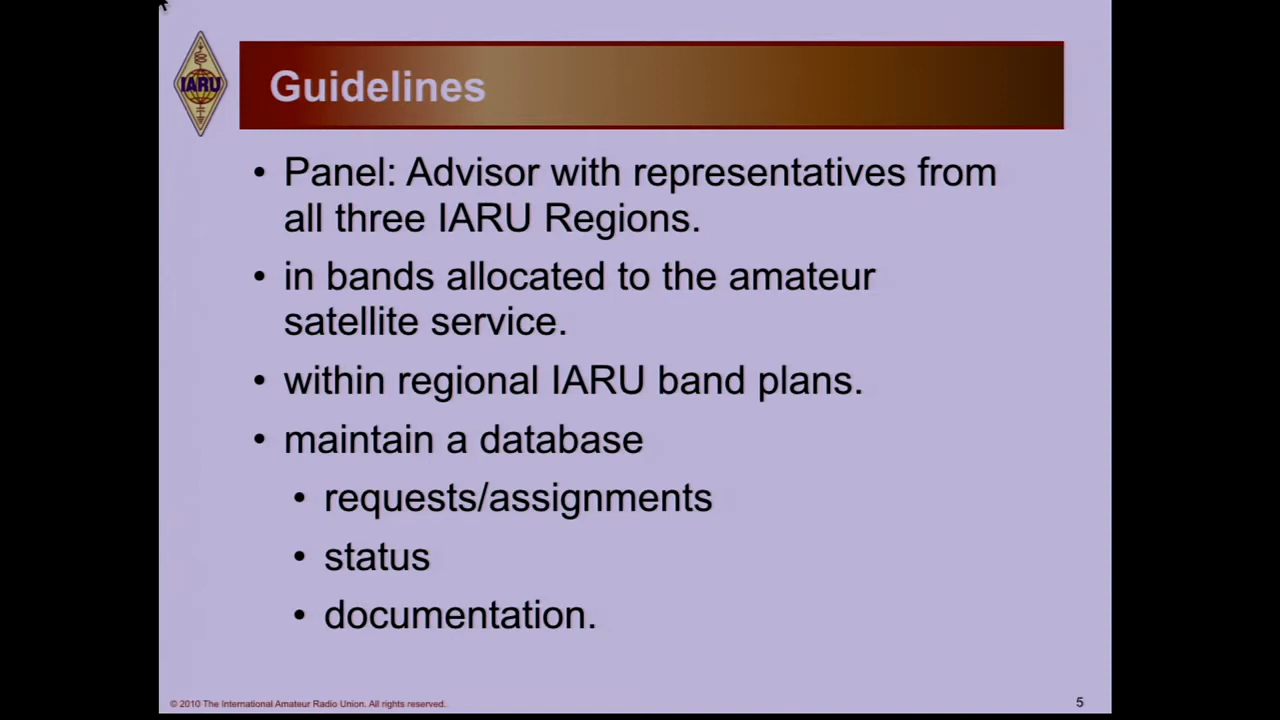 IARU
Guidelines
• Panel: Advisor with representatives from
all three IARU Regions.
• in bands allocated to the amateur
satellite service.
• within regional IARU band plans.
• maintain a database
• requests/assignments
• status
• documentation.
© 2010 The International Amateur Radio Union. All rights reserved.
5